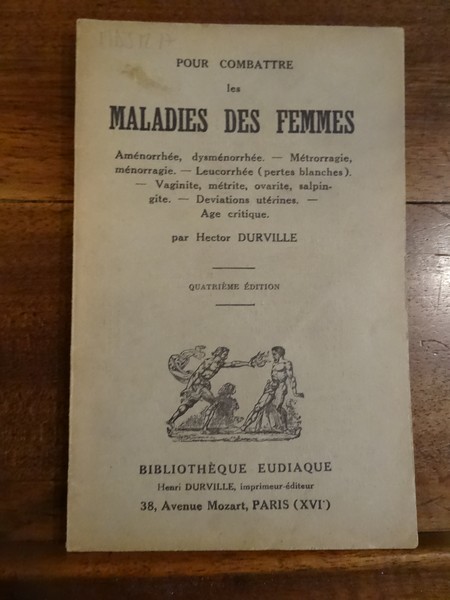 POUR COMBATTRE
les
MALADIES DES FEMMES
Aménorrhée, dysménorrhée. — Métrorragie,
ménorragie. — Leucorrhée (pertes blanches).
— Vaginite, métrite, ovarite, salpin-
gite. — Deviations utérines. —
Age critique.
par Hector DURVILLE
QUATRIÈME ÉDITION
BIBLIOTHÈQUE EUDIAQUE
Henri DURVILLE, imprimeur-éditeur
38, Avenue Mozart, PARIS (XVIᵉ)